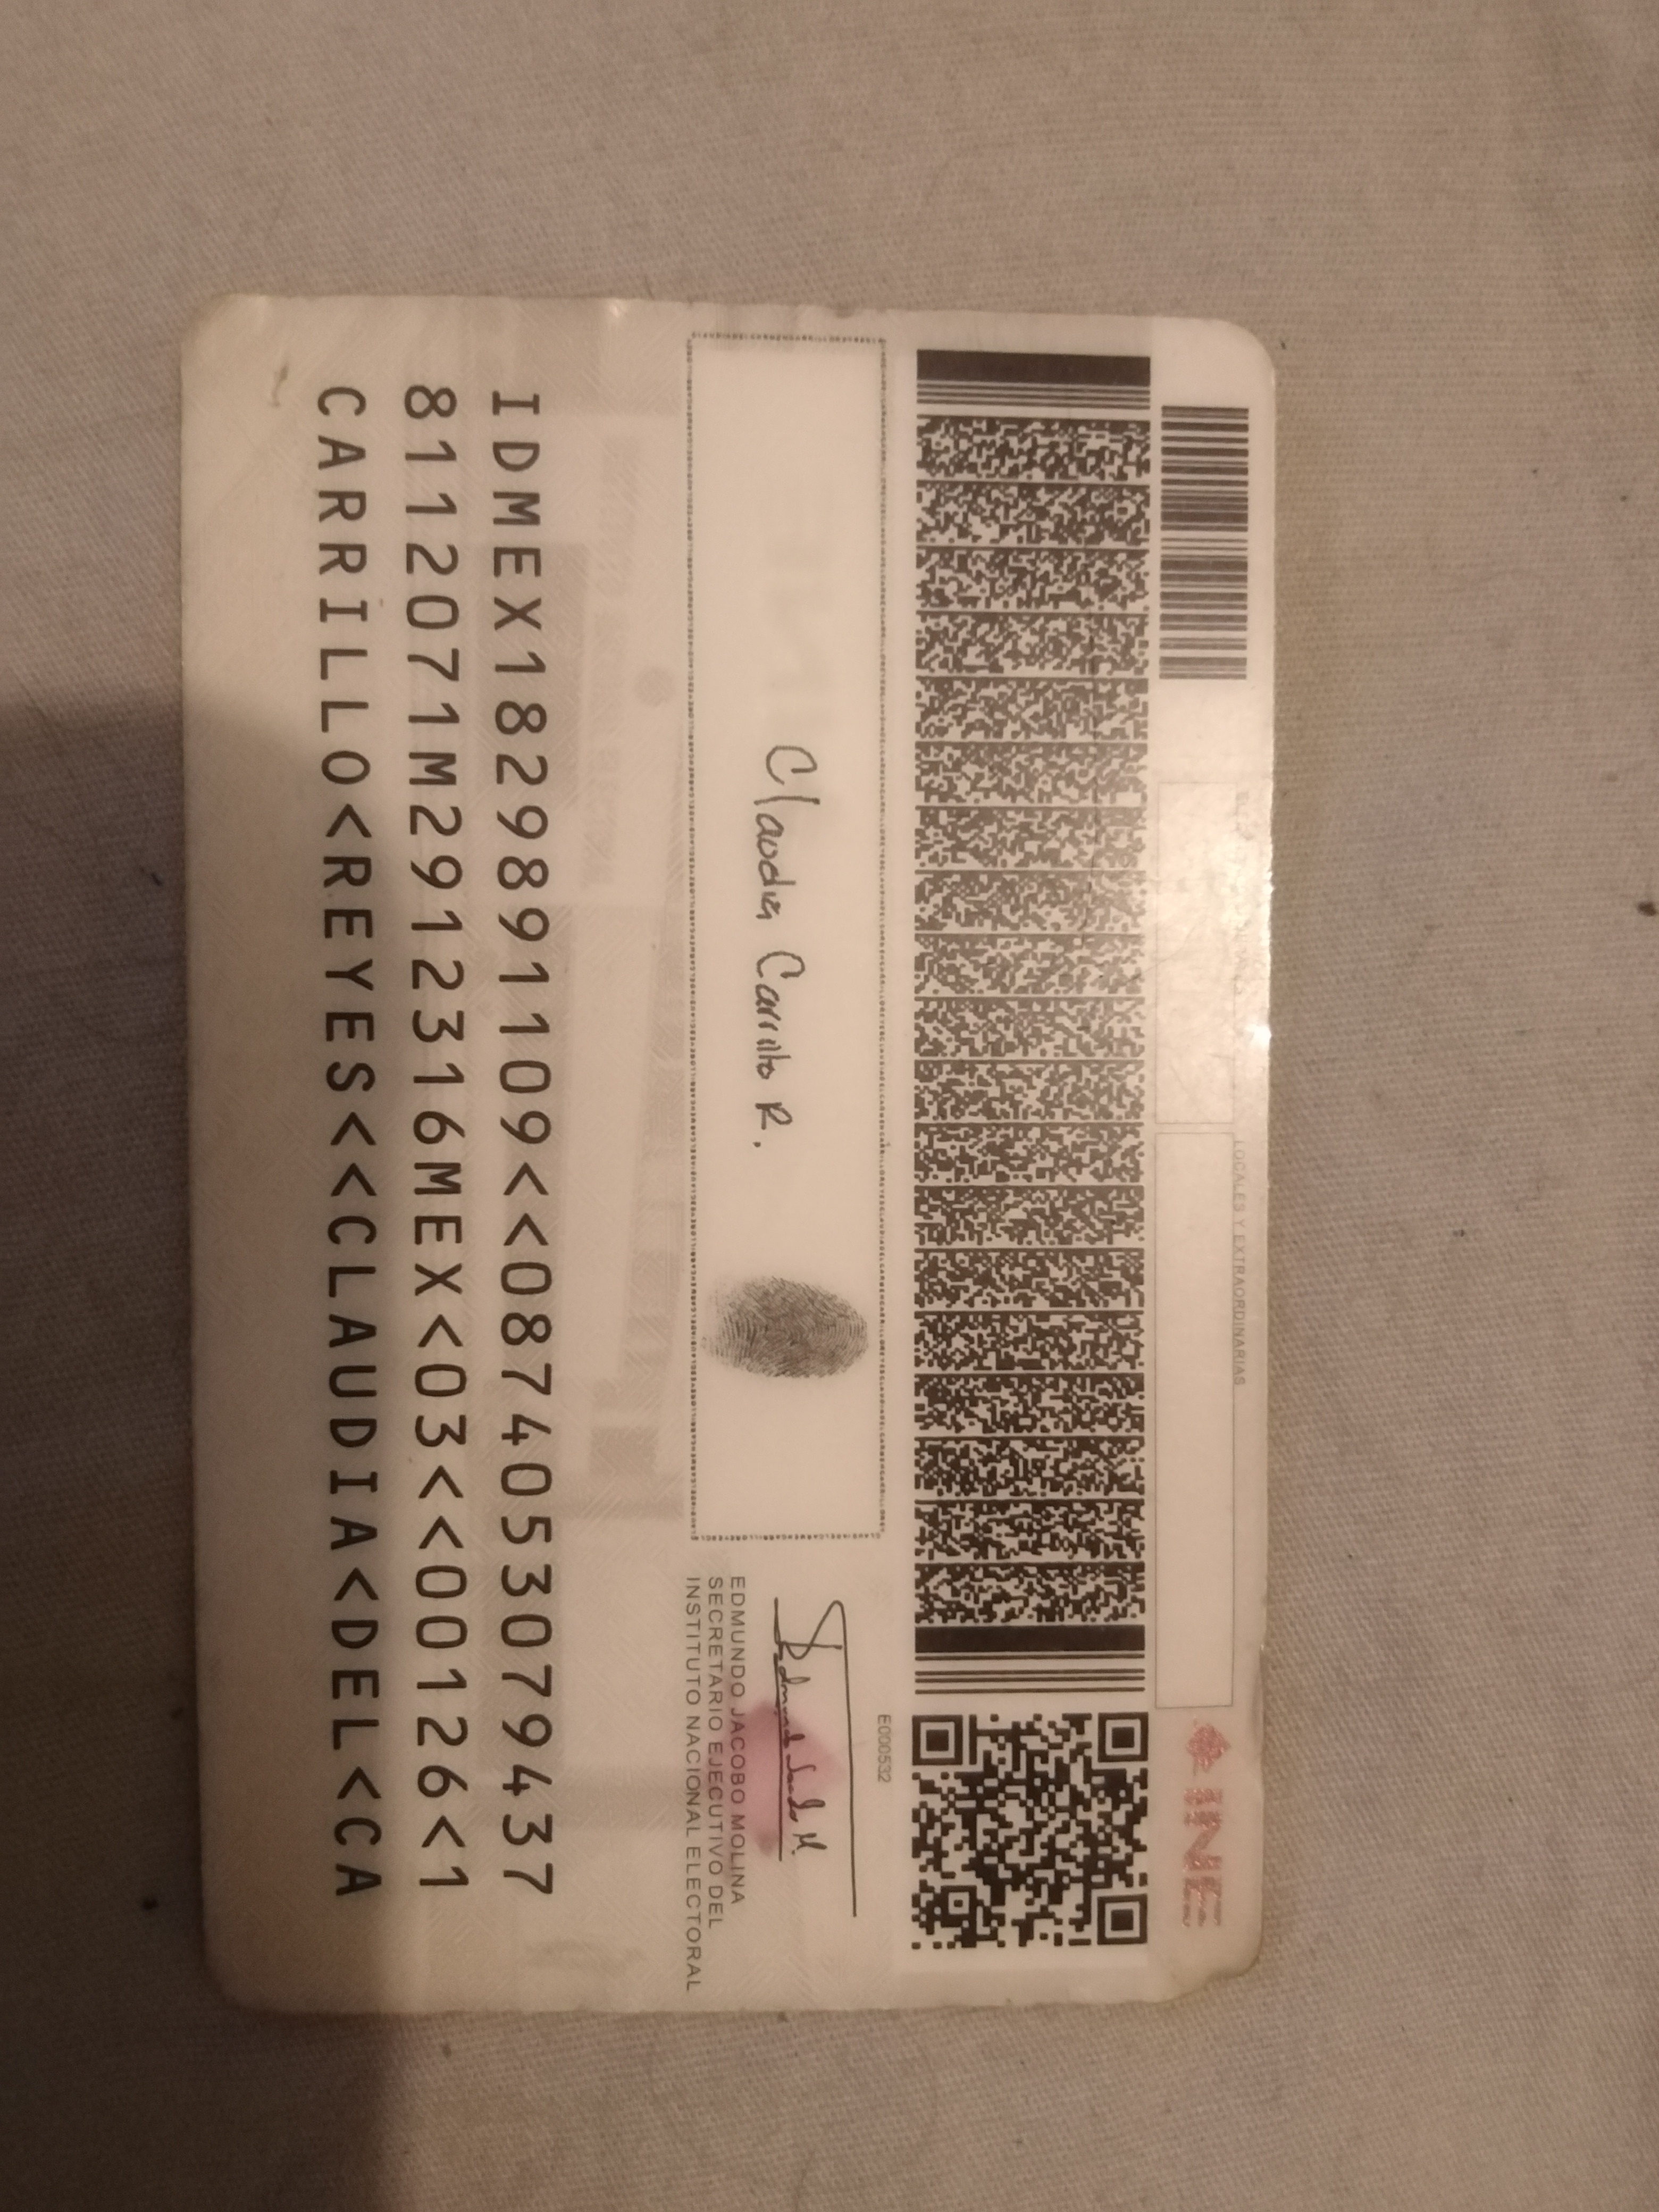 INE
LOCALES Y EXTRAORDINARIAS
E000532
Claudia Carrillo R.
EDMUNDO JACOBO MOLINA
SECRETARIO EJECUTIVO DEL
INSTITUTO NACIONAL ELECTORAL
IDMEX1829891109<<0874053079437
8112071M2912316MEX<03<<00126<1
CARRILLO<REYES<<CLAUDIA<DEL<CA